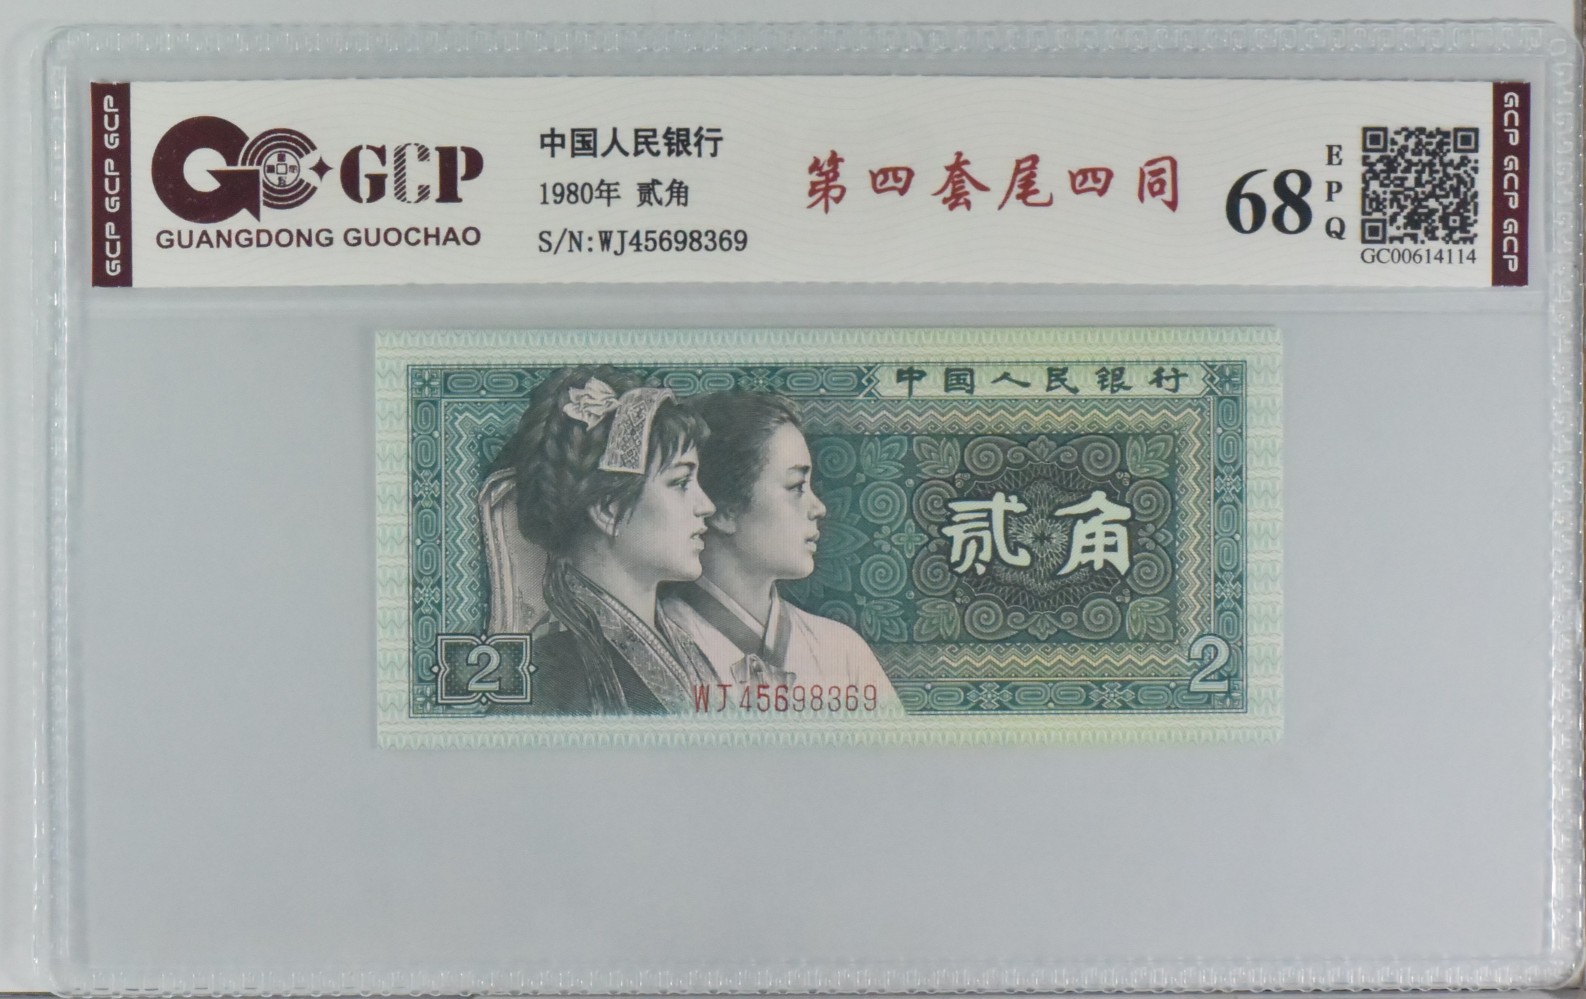 GCP GCP GCP
GCP
GUANGDONG GUOCHAO
中国人民银行
1980年 贰角
S/N:WJ45698369
第四套尾四同
68
EPQ
GC00614114
GCP GCP GCP
中国人民银行
贰角
2
2
WJ45698369